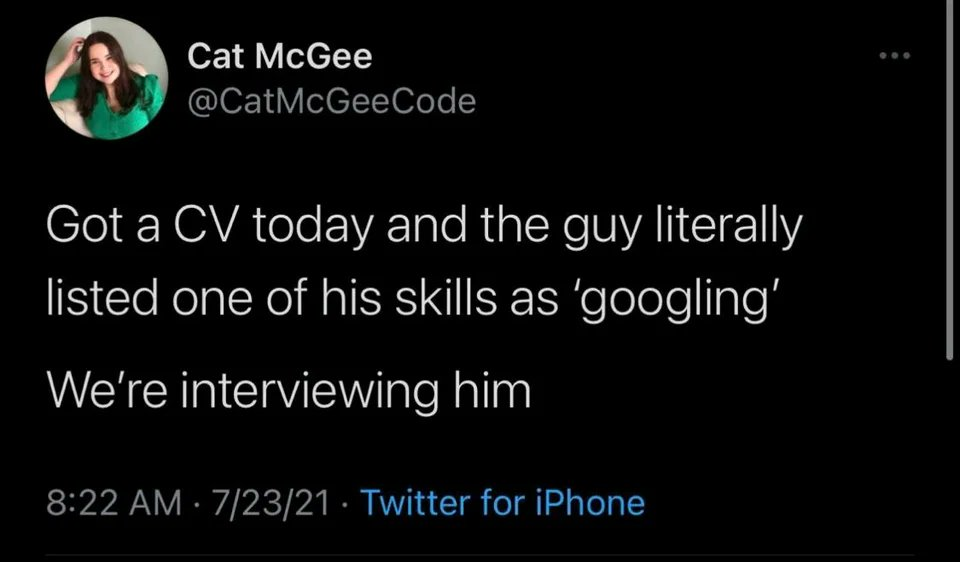 Cat McGee
@CatMcGeeCode
Got a CV today and the guy literally
listed one of his skills as ‘googling’
We’re interviewing him
8:22 AM · 7/23/21 · Twitter for iPhone